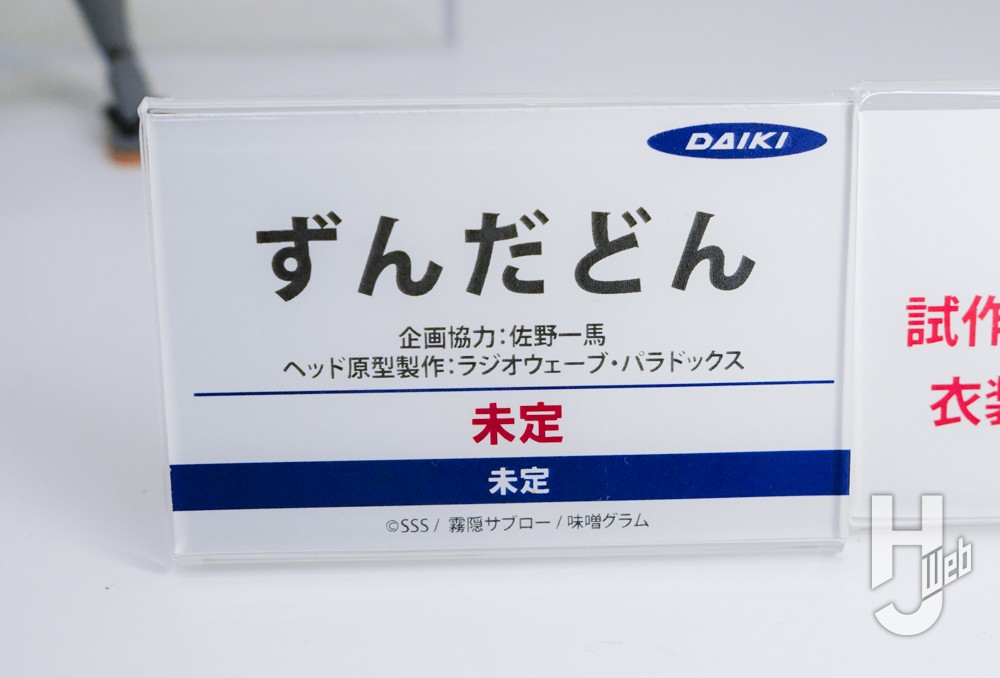 DAIKI
ずんだどん
企画協力：佐野一馬
ヘッド原型製作：ラジオウェーブ・パラドックス
未定
未定
©SSS / 霧隠サブロー / 味噌グラム
試作
衣装
HJ Web